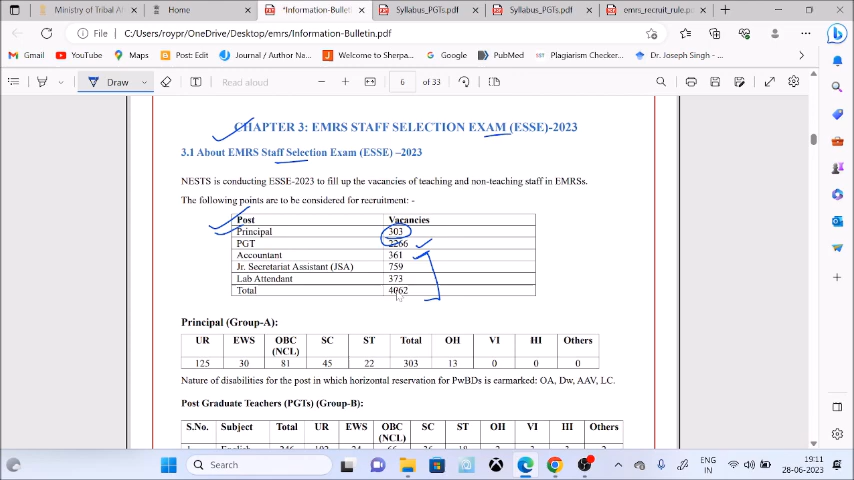 Ministry of Tribal Af
Home
*Information-Bulleti
Syllabus_PGTs.pdf
Syllabus_PGTs.pdf
emrs_recruit_rule.po
File
C:/Users/roypr/OneDrive/Desktop/emrs/Information-Bulletin.pdf
Gmail
YouTube
Maps
Post: Edit
Journal / Author Na...
Welcome to Sherpa...
Google
PubMed
Plagiarism Checker...
Dr. Joseph Singh -...
Draw
Read aloud
6
of 33
CHAPTER 3: EMRS STAFF SELECTION EXAM (ESSE)-2023
3.1 About EMRS Staff Selection Exam (ESSE) –2023
NESTS is conducting ESSE-2023 to fill up the vacancies of teaching and non-teaching staff in EMRSs.
The following points are to be considered for recruitment: -
Post Vacancies
Principal 303
PGT 2266
Accountant 361
Jr. Secretariat Assistant (JSA) 759
Lab Attendant 373
Total 4062
Principal (Group-A):
UR EWS OBC (NCL) SC ST Total OH VI HI Others
125 30 81 45 22 303 13 0 0 0
Nature of disabilities for the post in which horizontal reservation for PwBDs is earmarked: OA, Dw, AAV, LC.
Post Graduate Teachers (PGTs) (Group-B):
S.No. Subject Total UR EWS OBC (NCL) SC ST OH VI HI Others
English
Search
ENG
IN
19:11
28-06-2023